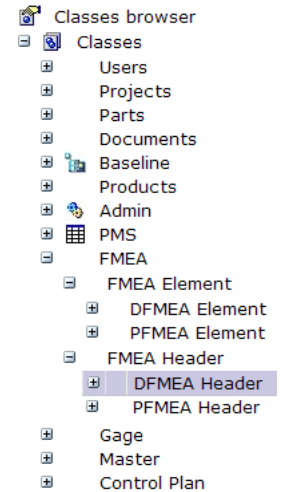 Classes browser
Classes
Users
Projects
Parts
Documents
Baseline
Products
Admin
PMS
FMEA
FMEA Element
DFMEA Element
PFMEA Element
FMEA Header
DFMEA Header
PFMEA Header
Gage
Master
Control Plan